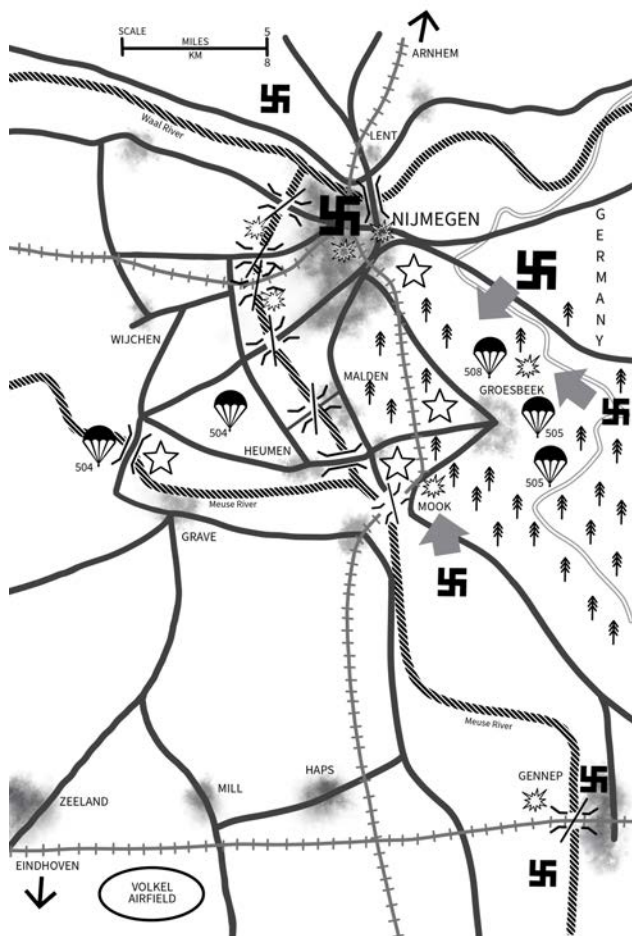 SCALE
MILES
5
KM
8
ARNHEM
Waal River
LENT
NIJMEGEN
GERMANY
WIJCHEN
508
MALDEN
GROESBEEK
504
505
504
HEUMEN
505
Meuse River
MOOK
GRAVE
Meuse River
HAPS
GENNEP
MILL
ZEELAND
EINDHOVEN
VOLKEL
AIRFIELD